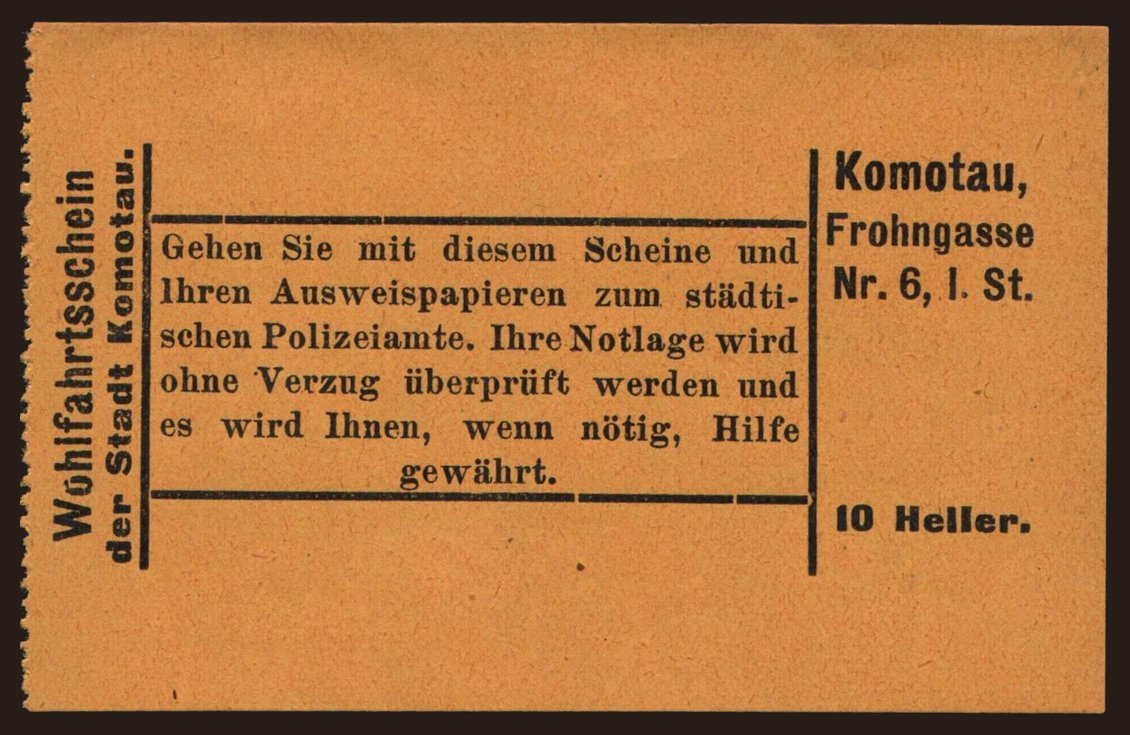 Wohlfahrtsschein
der Stadt Komotau.
Gehen Sie mit diesem Scheine und
Ihren Ausweispapieren zum städti-
schen Polizeiamte. Ihre Notlage wird
ohne Verzug überprüft werden und
es wird Ihnen, wenn nötig, Hilfe
gewährt.
Komotau,
Frohngasse
Nr. 6, I. St.
10 Heller.